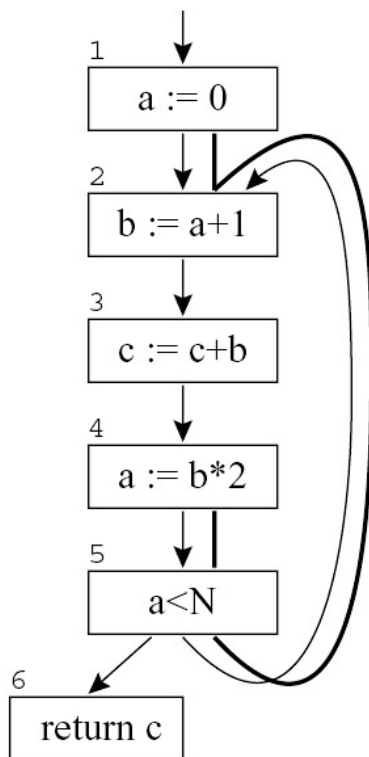 1
a := 0
2
b := a+1
3
c := c+b
4
a := b*2
5
a<N
6
return c